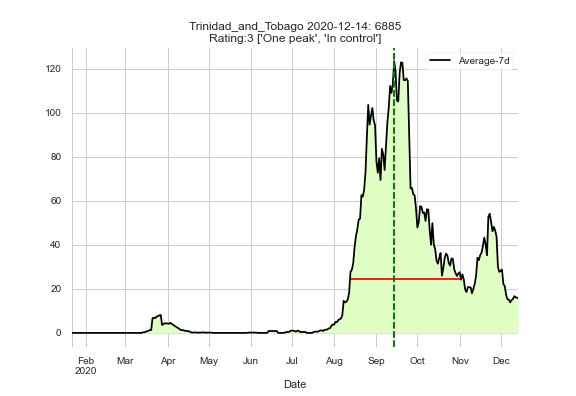 Trinidad_and_Tobago 2020-12-14: 6885
Rating:3 ['One peak', 'In control']
Average-7d
120
100
80
60
40
20
0
Feb Mar Apr May Jun Jul Aug Sep Oct Nov Dec
2020
Date